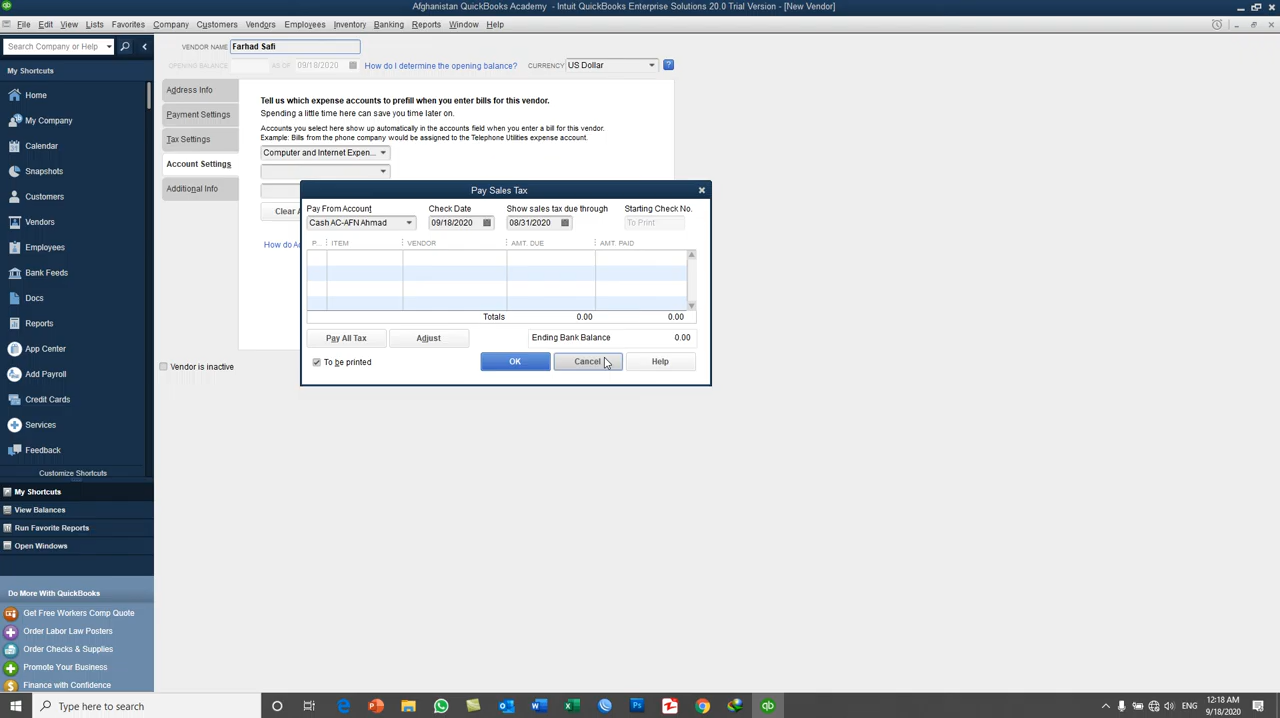 Afghanistan QuickBooks Academy - Intuit QuickBooks Enterprise Solutions 20.0 Trial Version - [New Vendor]
File Edit View Lists Favorites Company Customers Vendors Employees Inventory Banking Reports Window Help
Search Company or Help
VENDOR NAME Farhad Safi
OPENING BALANCE AS OF 09/18/2020 How do I determine the opening balance? CURRENCY US Dollar ?
My Shortcuts
Home
My Company
Calendar
Snapshots
Customers
Vendors
Employees
Bank Feeds
Docs
Reports
App Center
Add Payroll
Credit Cards
Services
Feedback
Customize Shortcuts
My Shortcuts
View Balances
Run Favorite Reports
Open Windows
Do More With QuickBooks
Get Free Workers Comp Quote
Order Labor Law Posters
Order Checks & Supplies
Promote Your Business
Finance with Confidence
Address Info
Payment Settings
Tax Settings
Account Settings
Additional Info
Tell us which expense accounts to prefill when you enter bills for this vendor.
Spending a little time here can save you time later on.
Accounts you select here show up automatically in the accounts field when you enter a bill for this vendor.
Example: Bills from the phone company would be assigned to the Telephone Utilities expense account.
Computer and Internet Expen...
Clear A
How do Ac
Vendor is inactive
Pay Sales Tax
Pay From Account Check Date Show sales tax due through Starting Check No.
Cash AC-AFN Ahmad 09/18/2020 08/31/2020 To Print
P... ITEM VENDOR AMT. DUE AMT. PAID
Totals 0.00 0.00
Pay All Tax Adjust Ending Bank Balance 0.00
To be printed OK Cancel Help
Type here to search
ENG
12:18 AM
9/18/2020